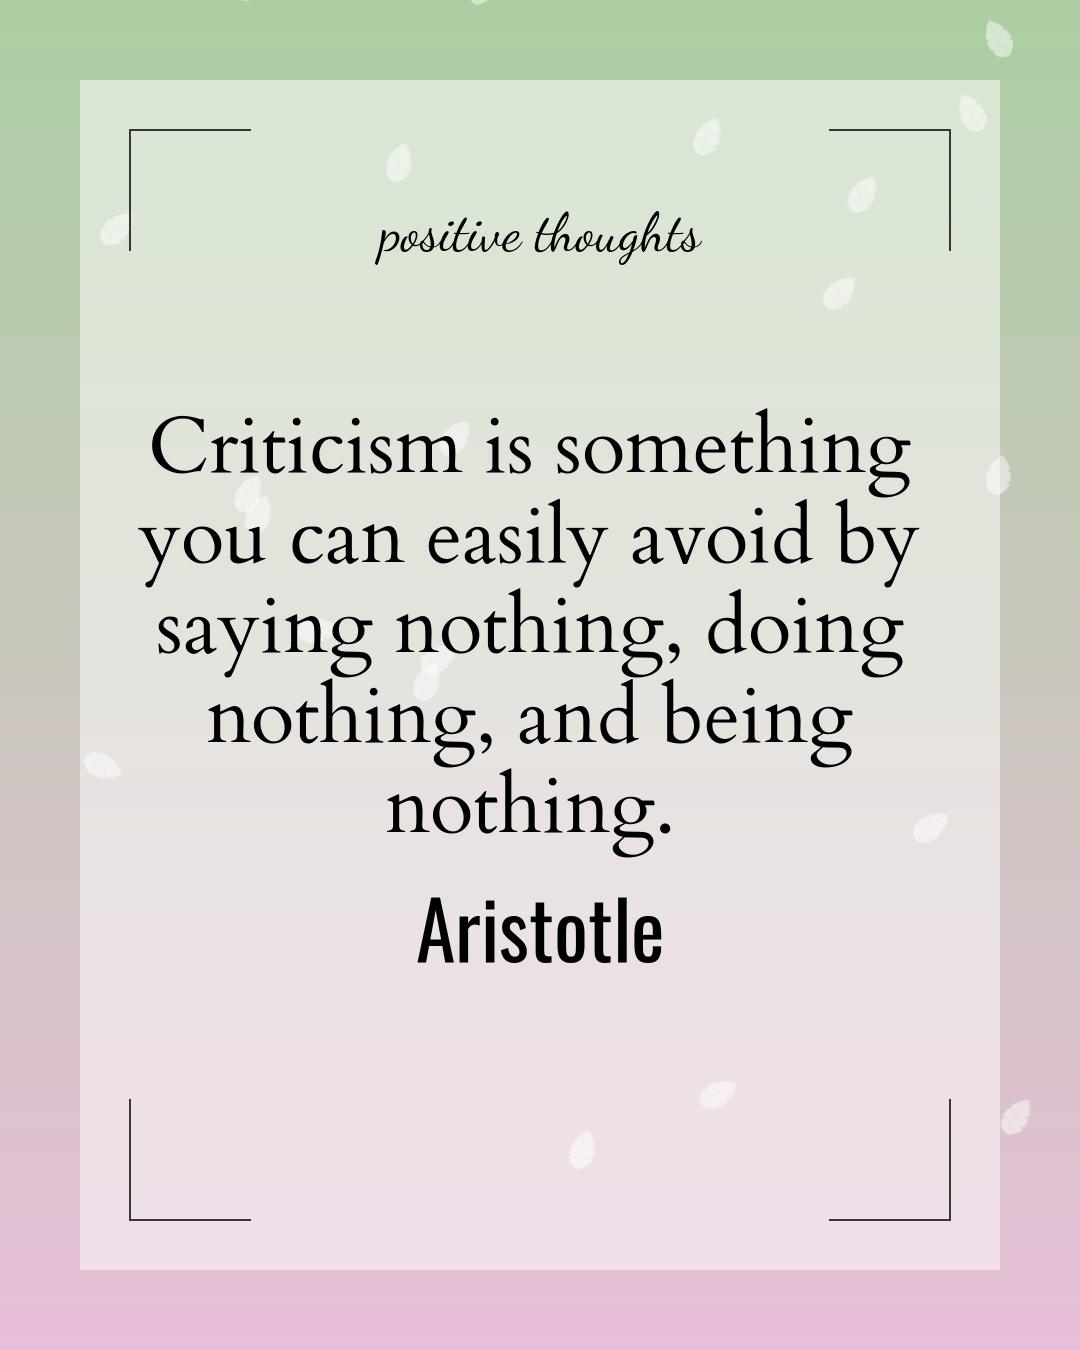 positive thoughts
Criticism is something
you can easily avoid by
saying nothing, doing
nothing, and being
nothing.
Aristotle